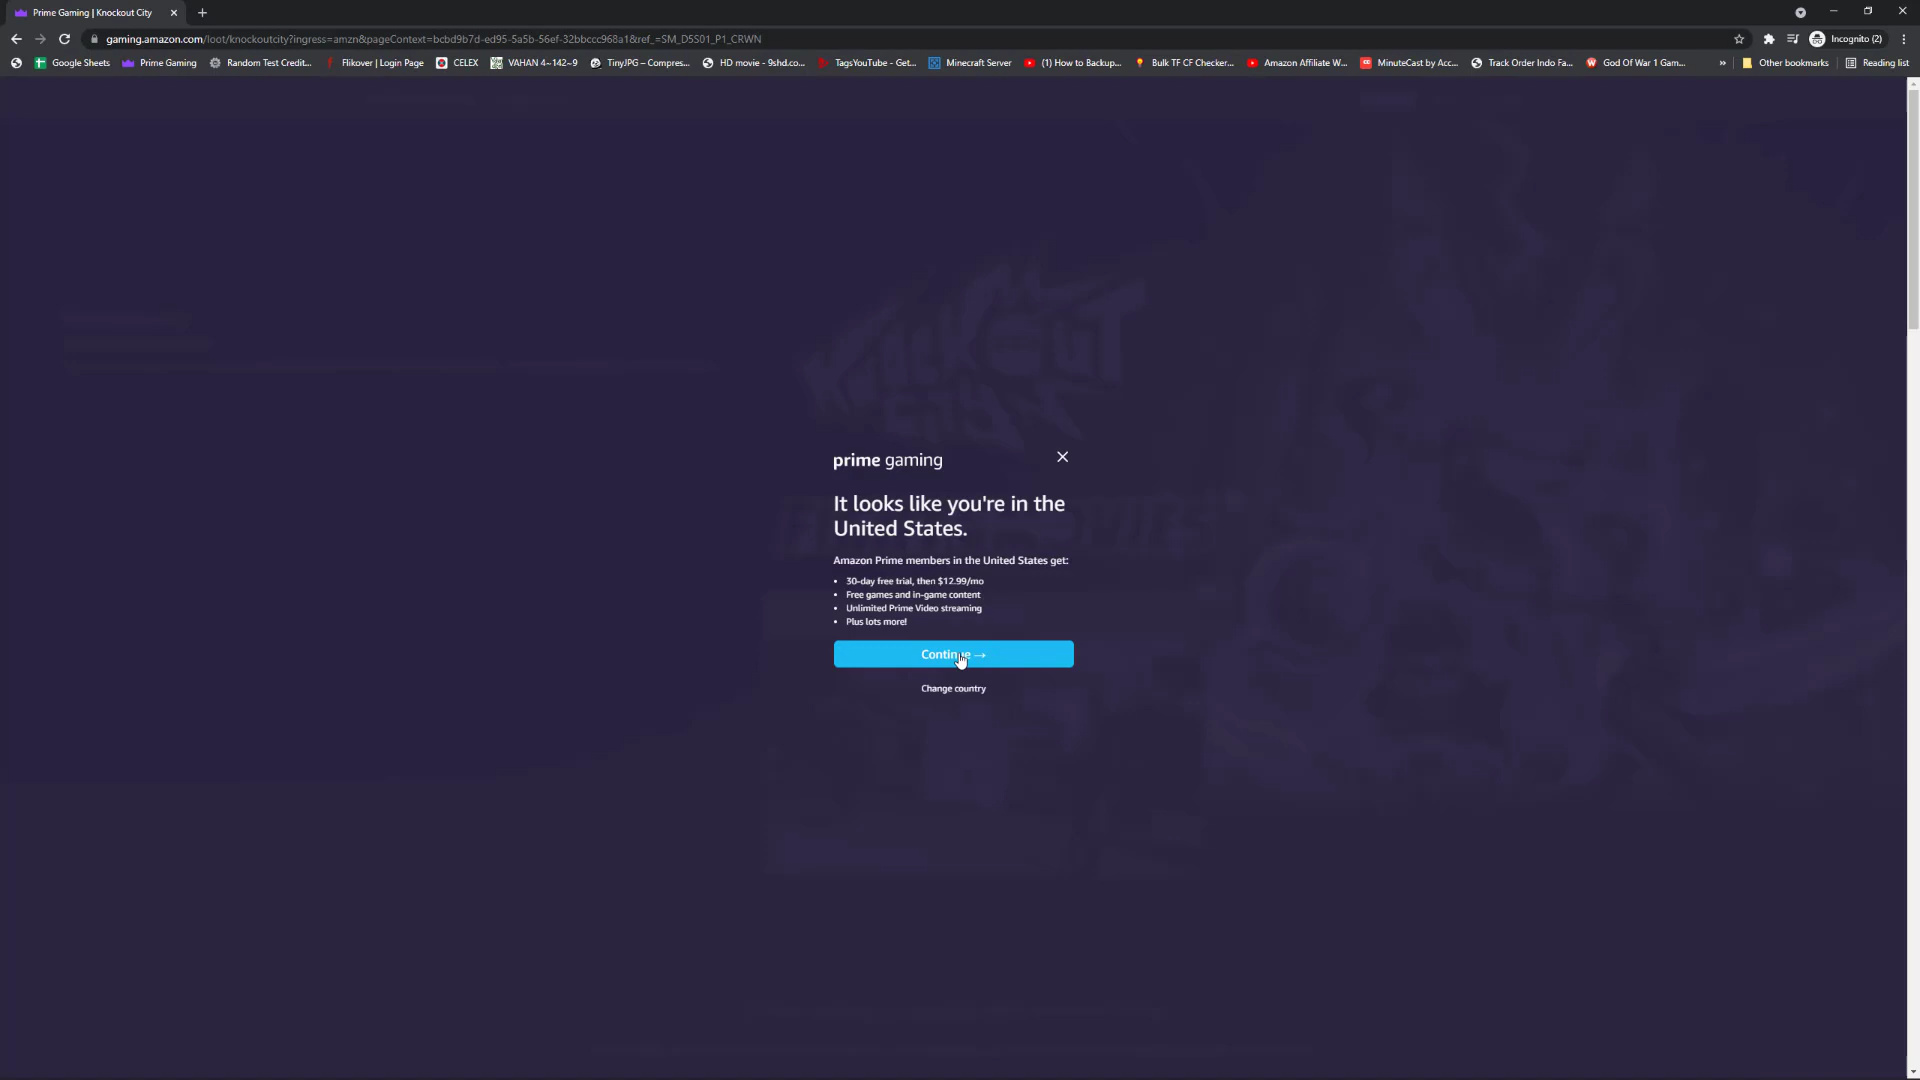 Prime Gaming | Knockout City
gaming.amazon.com/loot/knockoutcity?ingress=amzn&pageContext=bcbd9b7d-ed95-5a5b-56ef-32bbccc968a1&ref_=SM_D5S01_P1_CRWN
Incognito (2)
Google Sheets
Prime Gaming
Random Test Credit...
Flikover | Login Page
CELEX
VAHAN 4~142~9
TinyJPG – Compres...
HD movie - 9shd.co...
TagsYouTube - Get...
Minecraft Server
(1) How to Backup...
Bulk TF CF Checker...
Amazon Affiliate W...
MinuteCast by Acc...
Track Order Indo Fa...
God Of War 1 Gam...
»
Other bookmarks
Reading list
KNOCKOUT
CITY
prime gaming
It looks like you're in the
United States.
Amazon Prime members in the United States get:
• 30-day free trial, then $12.99/mo
• Free games and in-game content
• Unlimited Prime Video streaming
• Plus lots more!
Continue →
Change country